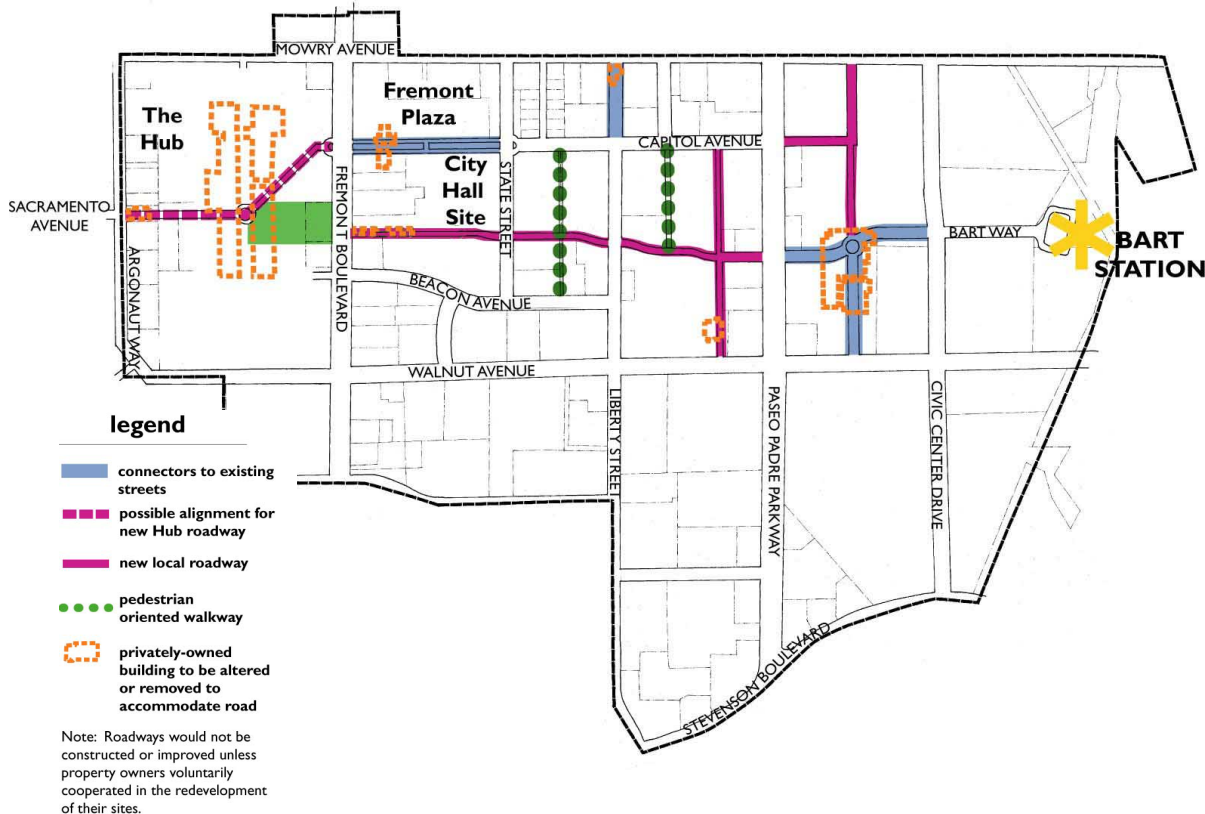 MOWRY AVENUE
The
Hub
Fremont
Plaza
CAPITOL AVENUE
City
Hall
Site
STATE STREET
FREMONT BOULEVARD
SACRAMENTO
AVENUE
ARGONAUT WAY
BART WAY
BART
STATION
BEACON AVENUE
WALNUT AVENUE
LIBERTY STREET
PASEO PADRE PARKWAY
CIVIC CENTER DRIVE
STEVENSON BOULEVARD
legend
connectors to existing
streets
possible alignment for
new Hub roadway
new local roadway
pedestrian
oriented walkway
privately-owned
building to be altered
or removed to
accommodate road
Note: Roadways would not be
constructed or improved unless
property owners voluntarily
cooperated in the redevelopment
of their sites.